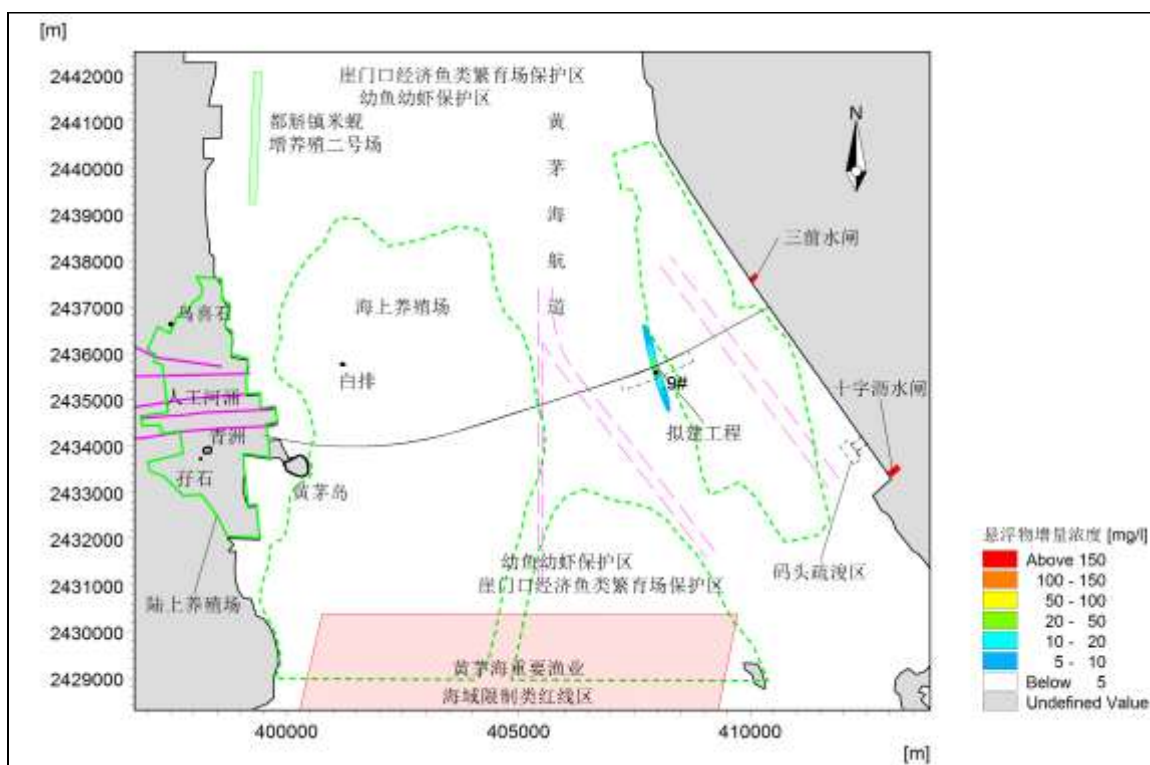 [m]
2442000
2441000
2440000
2439000
2438000
2437000
2436000
2435000
2434000
2433000
2432000
2431000
2430000
2429000
400000
405000
410000
[m]
崖门口经济鱼类繁育场保护区
幼鱼幼虾保护区
都斛镇米蚬
增养殖二号场
黄
茅
海
航
道
N
三前水闸
海上养殖场
鸟喜石
白排
9#
人工河涌
拟建工程
十字沥水闸
青洲
孖石
黄茅岛
幼鱼幼虾保护区
崖门口经济鱼类繁育场保护区
码头疏浚区
陆上养殖场
黄茅海重要渔业
海域限制类红线区
悬浮物增量浓度 [mg/l]
Above 150
100 - 150
50 - 100
20 - 50
10 - 20
5 - 10
Below 5
Undefined Value